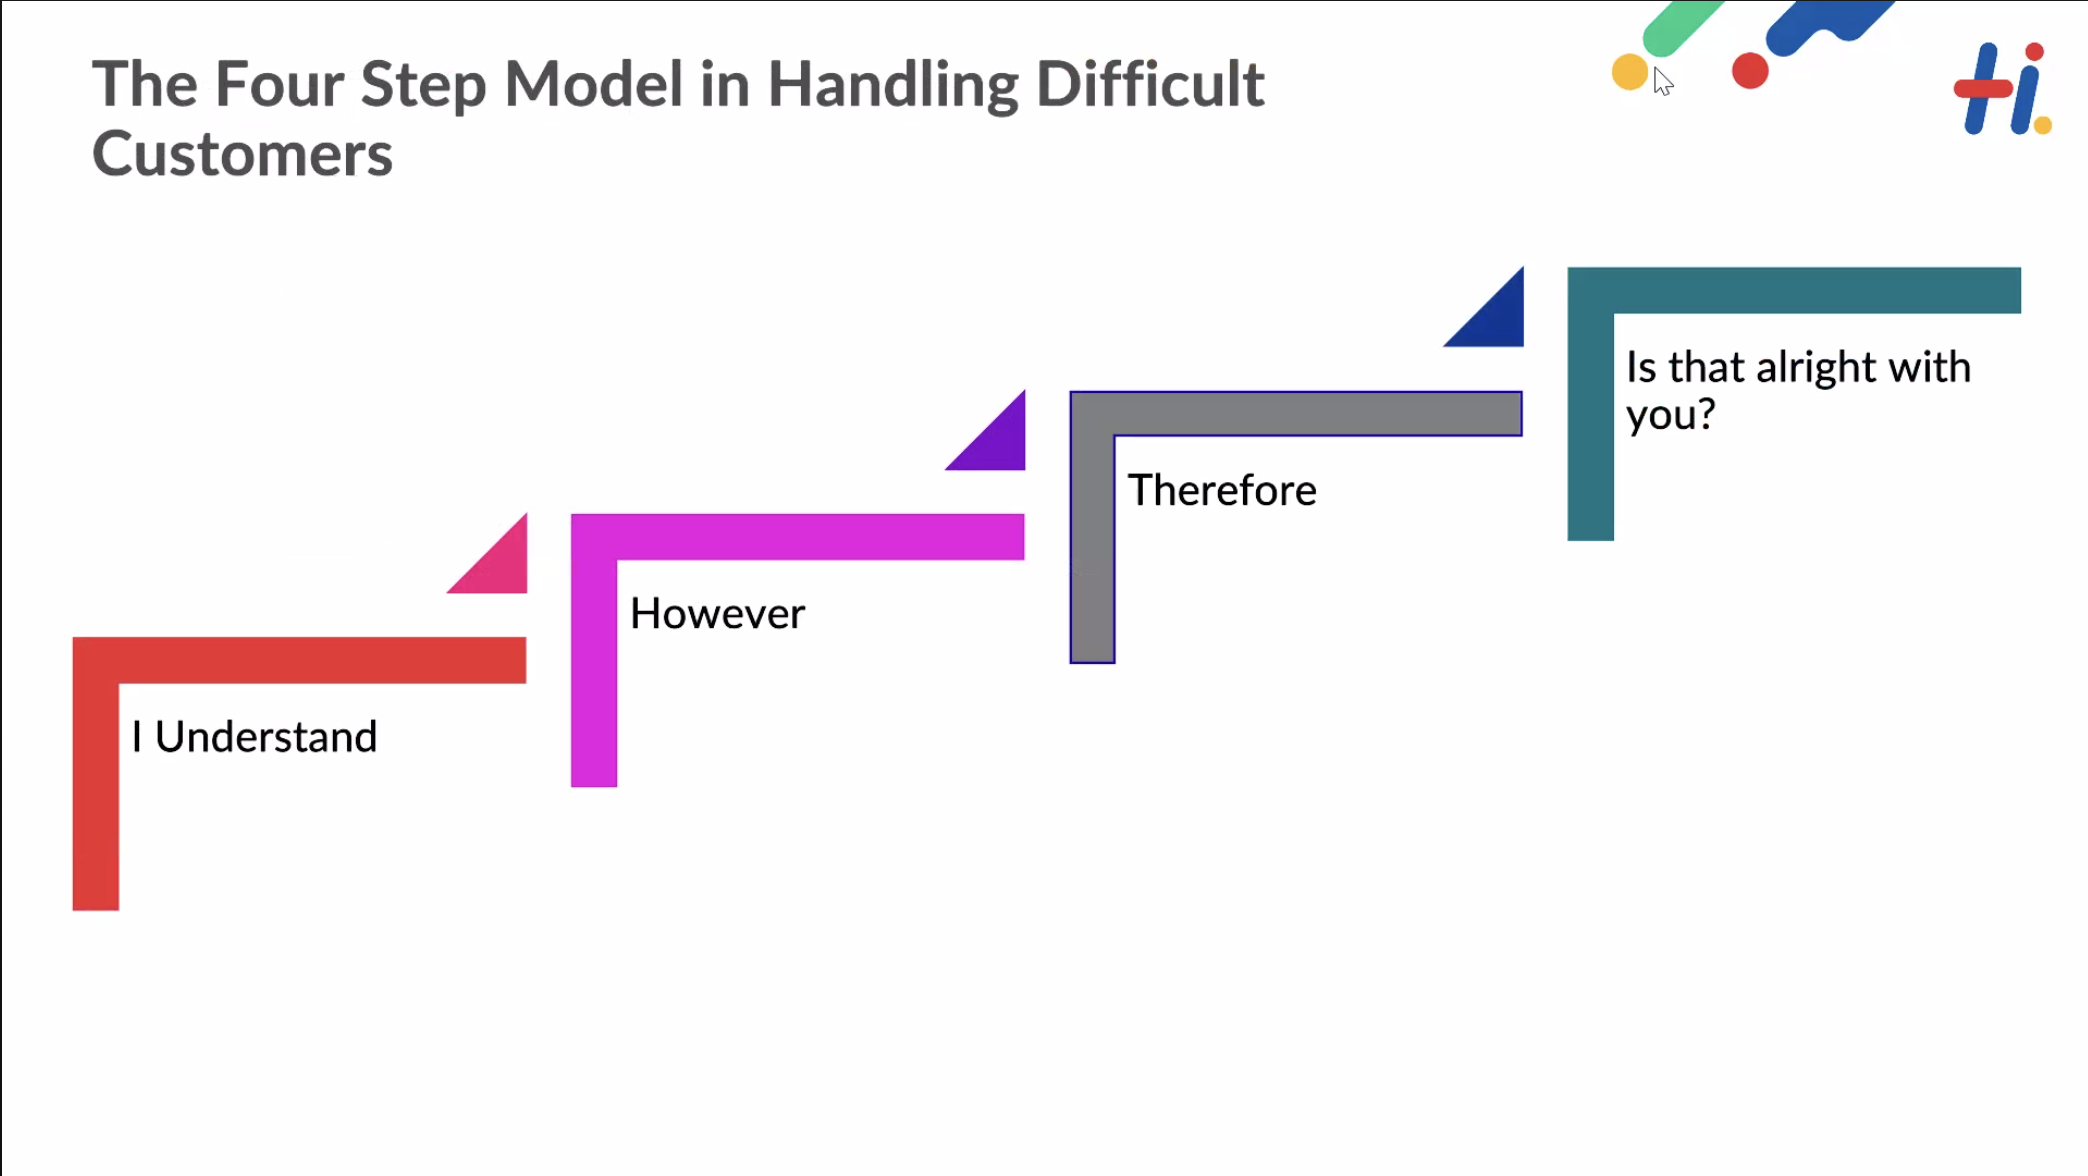 The Four Step Model in Handling Difficult
Customers
Hi.
I Understand
However
Therefore
Is that alright with
you?